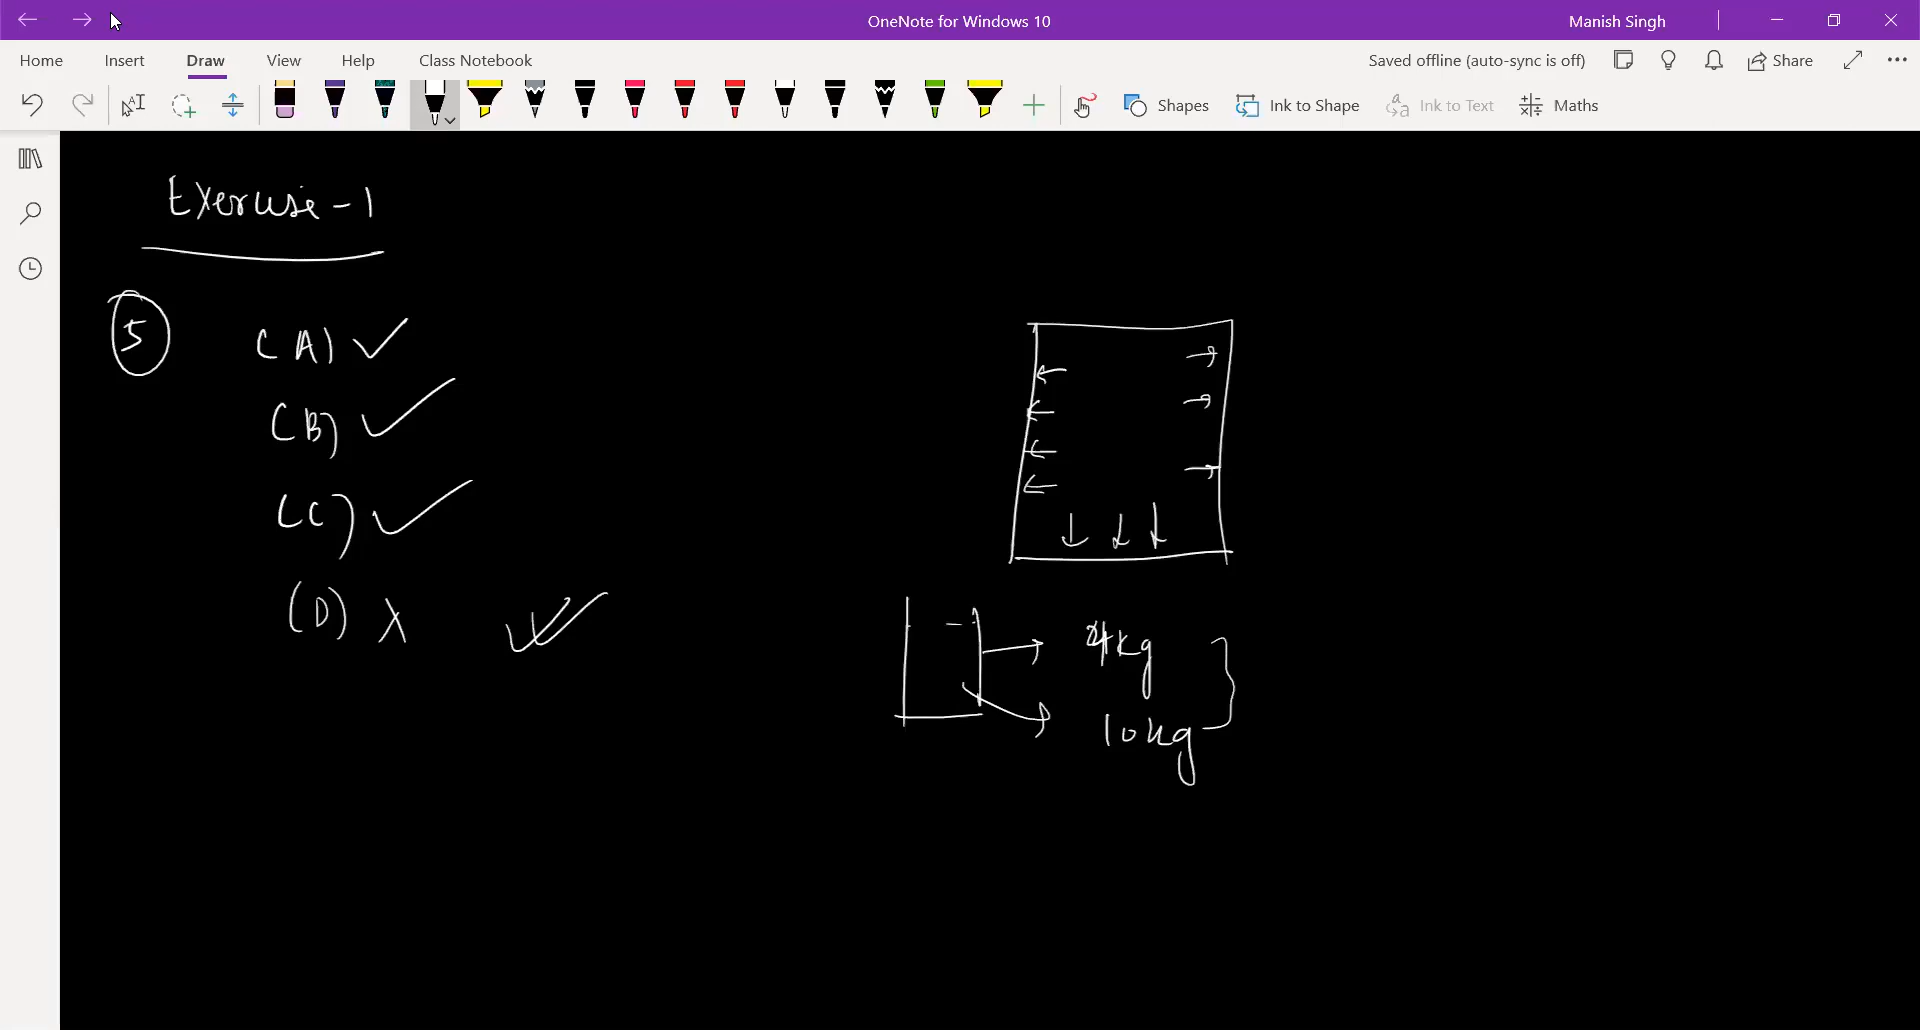 OneNote for Windows 10
Manish Singh
Home Insert Draw View Help Class Notebook
Saved offline (auto-sync is off) Share
Shapes Ink to Shape Ink to Text Maths
Exercise-1
5 (A) ✓
(B) ✓
(C) ✓
(D) X
kg
10kg